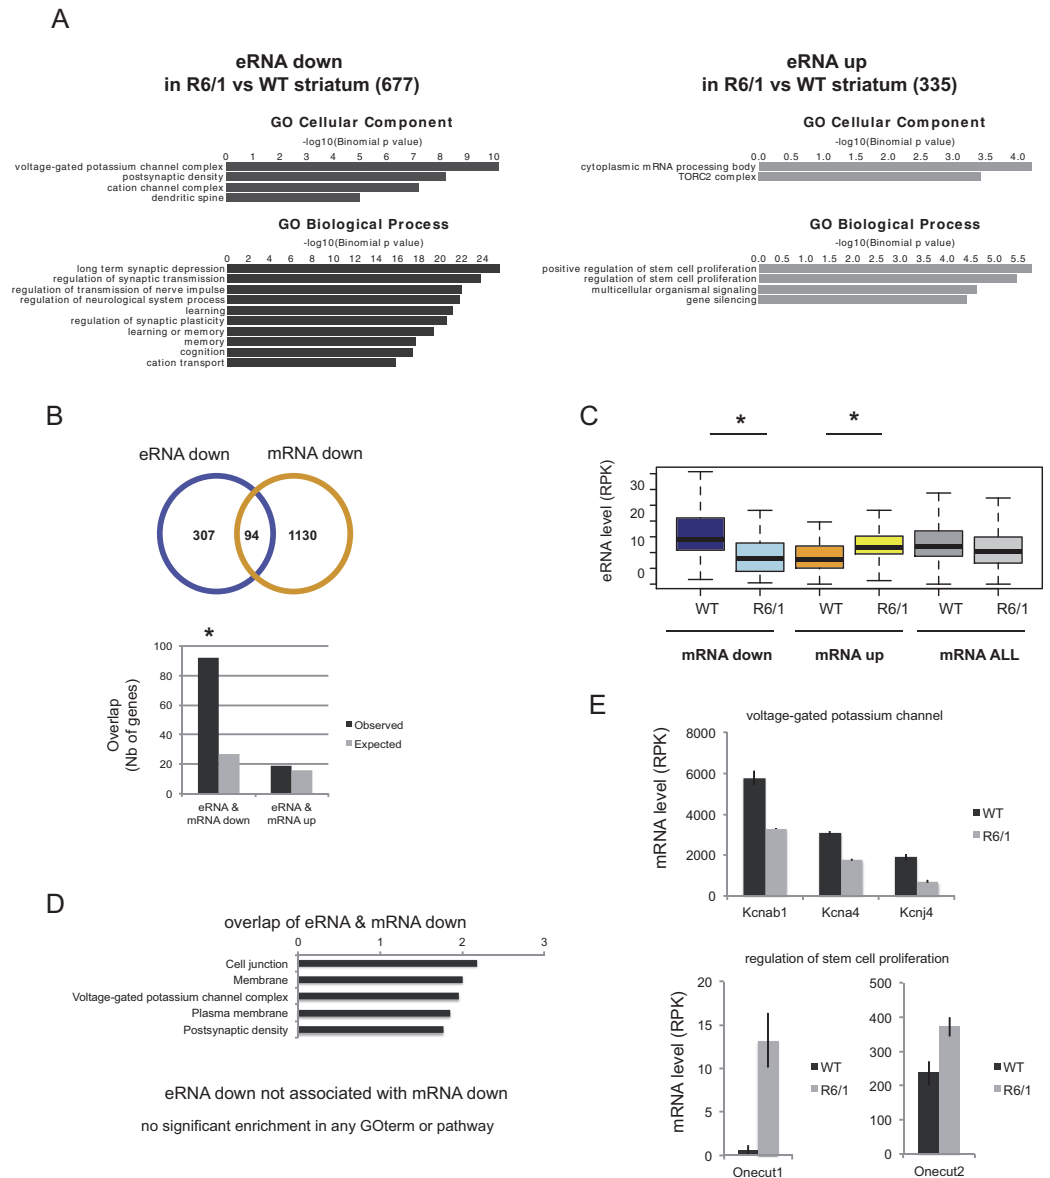 A
eRNA down
in R6/1 vs WT striatum (677)
GO Cellular Component
-log10(Binomial p value)
0 1 2 3 4 5 6 7 8 9 10
voltage-gated potassium channel complex
postsynaptic density
cation channel complex
dendritic spine
GO Biological Process
-log10(Binomial p value)
0 2 4 6 8 10 12 14 16 18 20 22 24
long term synaptic depression
regulation of synaptic transmission
regulation of transmission of nerve impulse
regulation of neurological system process
learning
regulation of synaptic plasticity
learning or memory
memory
cognition
cation transport
eRNA up
in R6/1 vs WT striatum (335)
GO Cellular Component
-log10(Binomial p value)
0.0 0.5 1.0 1.5 2.0 2.5 3.0 3.5 4.0
cytoplasmic mRNA processing body
TORC2 complex
GO Biological Process
-log10(Binomial p value)
0.0 0.5 1.0 1.5 2.0 2.5 3.0 3.5 4.0 4.5 5.0 5.5
positive regulation of stem cell proliferation
regulation of stem cell proliferation
multicellular organismal signaling
gene silencing
B
eRNA down
mRNA down
307
94
1130
*
Overlap
(Nb of genes)
100
80
60
40
20
0
Observed
Expected
eRNA &
mRNA down
eRNA &
mRNA up
C
*
*
eRNA level (RPK)
30
20
10
0
WT R6/1 WT R6/1 WT R6/1
mRNA down
mRNA up
mRNA ALL
D
overlap of eRNA & mRNA down
0 1 2 3
Cell junction
Membrane
Voltage-gated potassium channel complex
Plasma membrane
Postsynaptic density
eRNA down not associated with mRNA down
no significant enrichment in any GOterm or pathway
E
voltage-gated potassium channel
mRNA level (RPK)
8000
6000
4000
2000
0
WT
R6/1
Kcnab1 Kcna4 Kcnj4
regulation of stem cell proliferation
mRNA level (RPK)
20
15
10
5
0
WT
R6/1
Onecut1
500
400
300
200
100
0
WT
R6/1
Onecut2